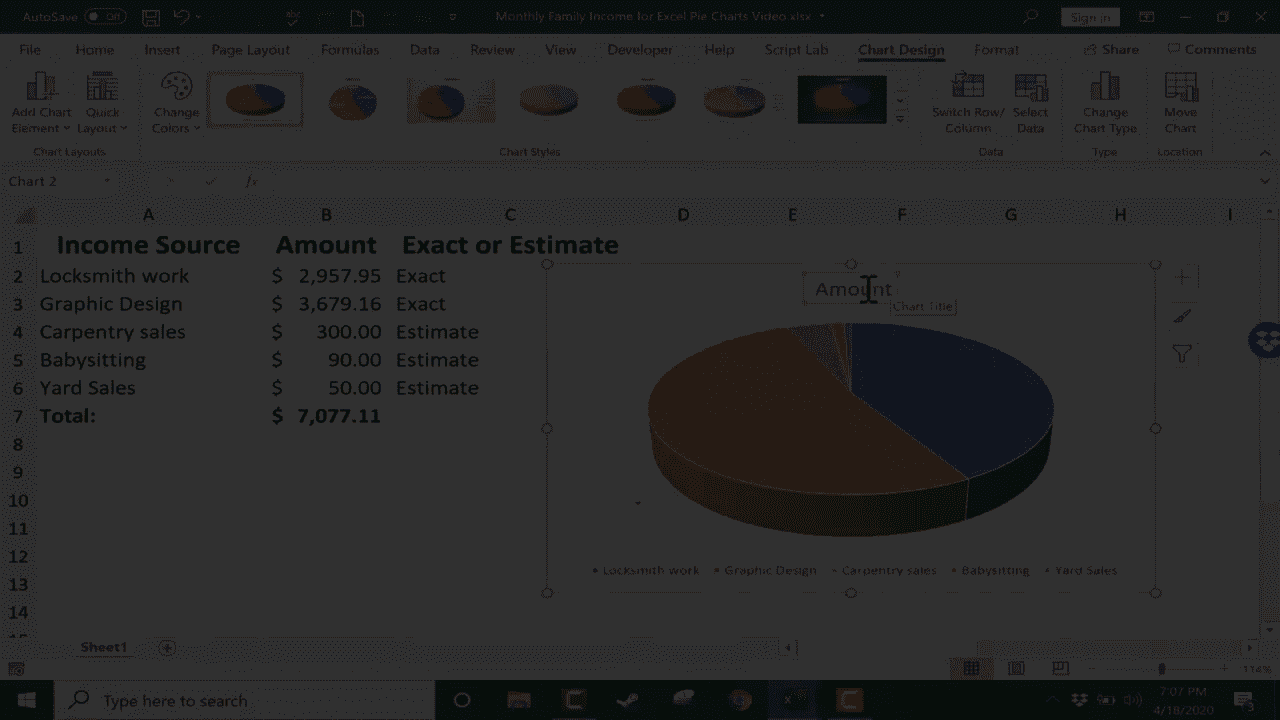 AutoSave Off Monthly Family Income for Excel Pie Charts Video.xlsx Sign in
File Home Insert Page Layout Formulas Data Review View Developer Help Script Lab Chart Design Format Share Comments
Add Chart Element Quick Layout Change Colors Switch Row/ Column Select Data Change Chart Type Move Chart
Chart Layouts Chart Styles Data Type Location
Chart 2 fx
A B C D E F G H I
1 Income Source Amount Exact or Estimate
2 Locksmith work $ 2,957.95 Exact
3 Graphic Design $ 3,679.16 Exact
4 Carpentry sales $ 300.00 Estimate
5 Babysitting $ 90.00 Estimate
6 Yard Sales $ 50.00 Estimate
7 Total: $ 7,077.11
8
9
10
11
12
13
14
Amount
Chart Title
Locksmith work Graphic Design Carpentry sales Babysitting Yard Sales
Sheet1
114%
Type here to search
7:07 PM
4/18/2020
3